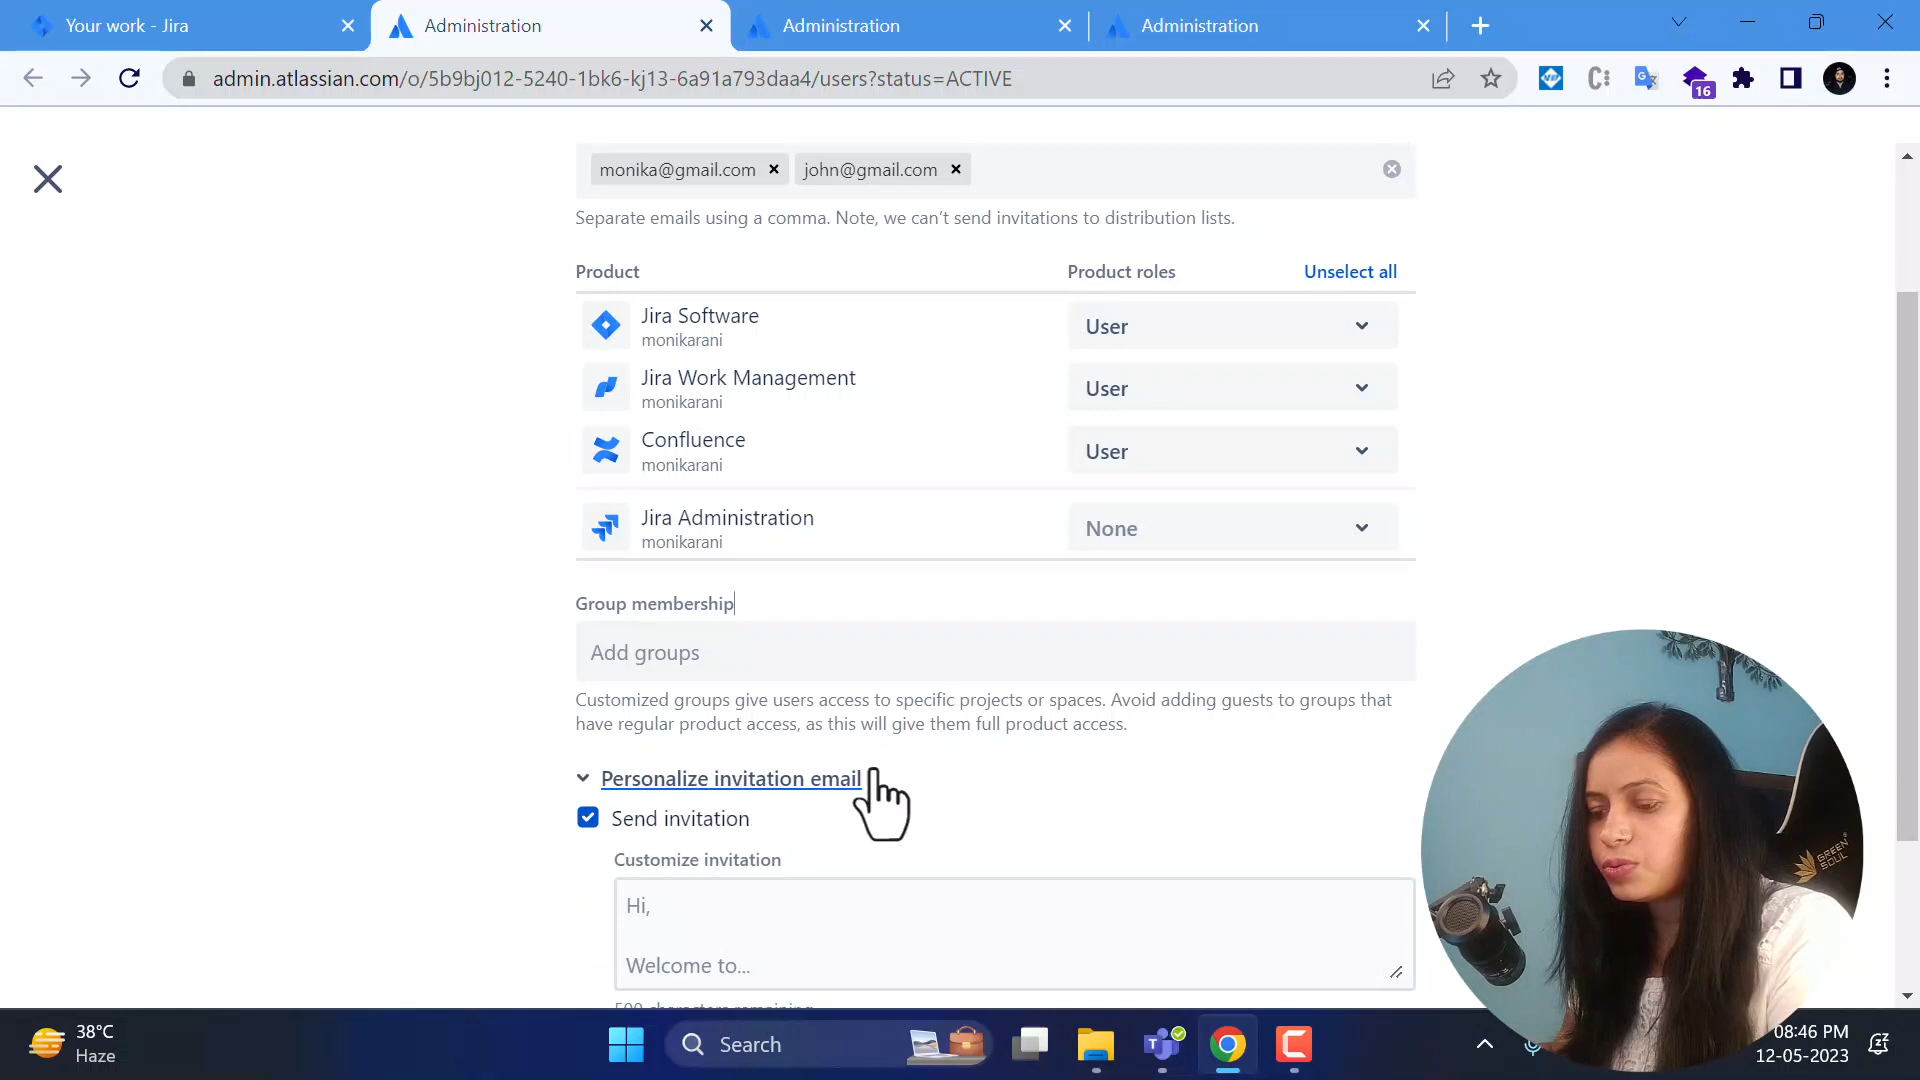 Your work - Jira
Administration
Administration
Administration
admin.atlassian.com/o/5b9bj012-5240-1bk6-kj13-6a91a793daa4/users?status=ACTIVE
16
monika@gmail.com
john@gmail.com
Separate emails using a comma. Note, we can't send invitations to distribution lists.
Product
Product roles
Unselect all
Jira Software
monikarani
User
Jira Work Management
monikarani
User
Confluence
monikarani
User
Jira Administration
monikarani
None
Group membership
Add groups
Customized groups give users access to specific projects or spaces. Avoid adding guests to groups that
have regular product access, as this will give them full product access.
Personalize invitation email
Send invitation
Customize invitation
Hi,
Welcome to...
500 characters remaining
GREEN SOUL
38°C
Haze
Search
08:46 PM
12-05-2023